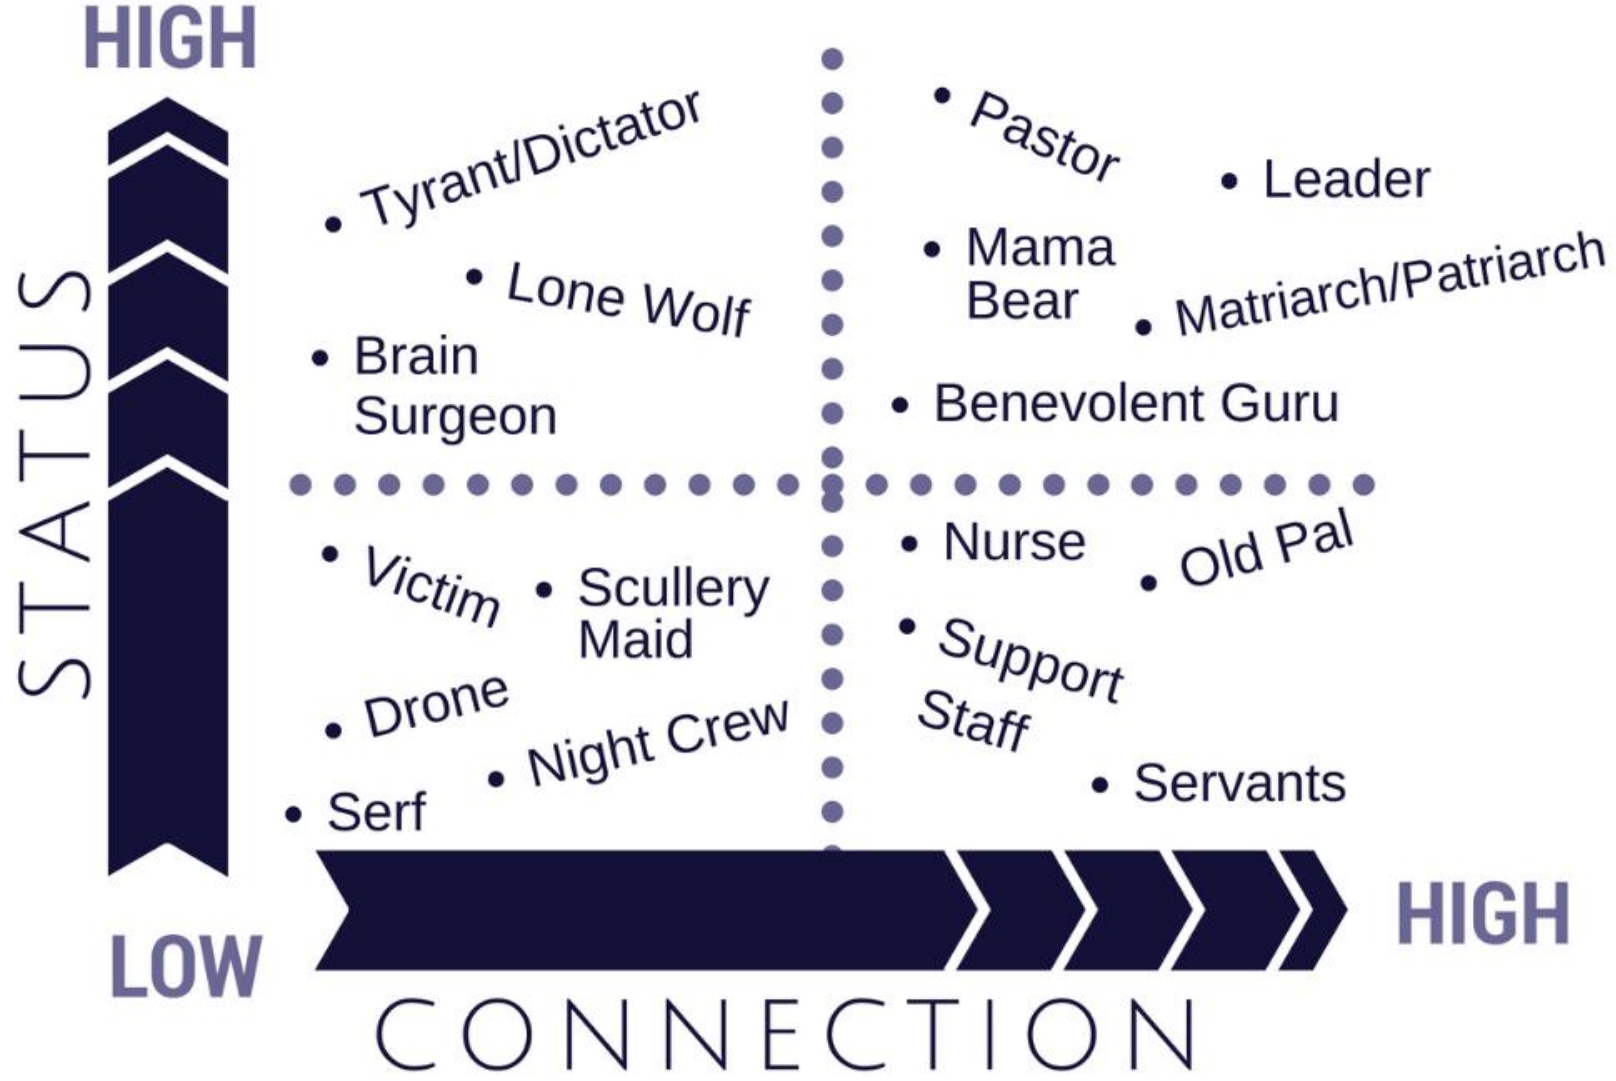 HIGH
STATUS
LOW
• Tyrant/Dictator
• Lone Wolf
• Brain
Surgeon
• Pastor
• Leader
• Mama
Bear
• Matriarch/Patriarch
• Benevolent Guru
• Victim
• Scullery
Maid
• Drone
• Night Crew
• Serf
• Nurse
• Old Pal
• Support
Staff
• Servants
HIGH
CONNECTION